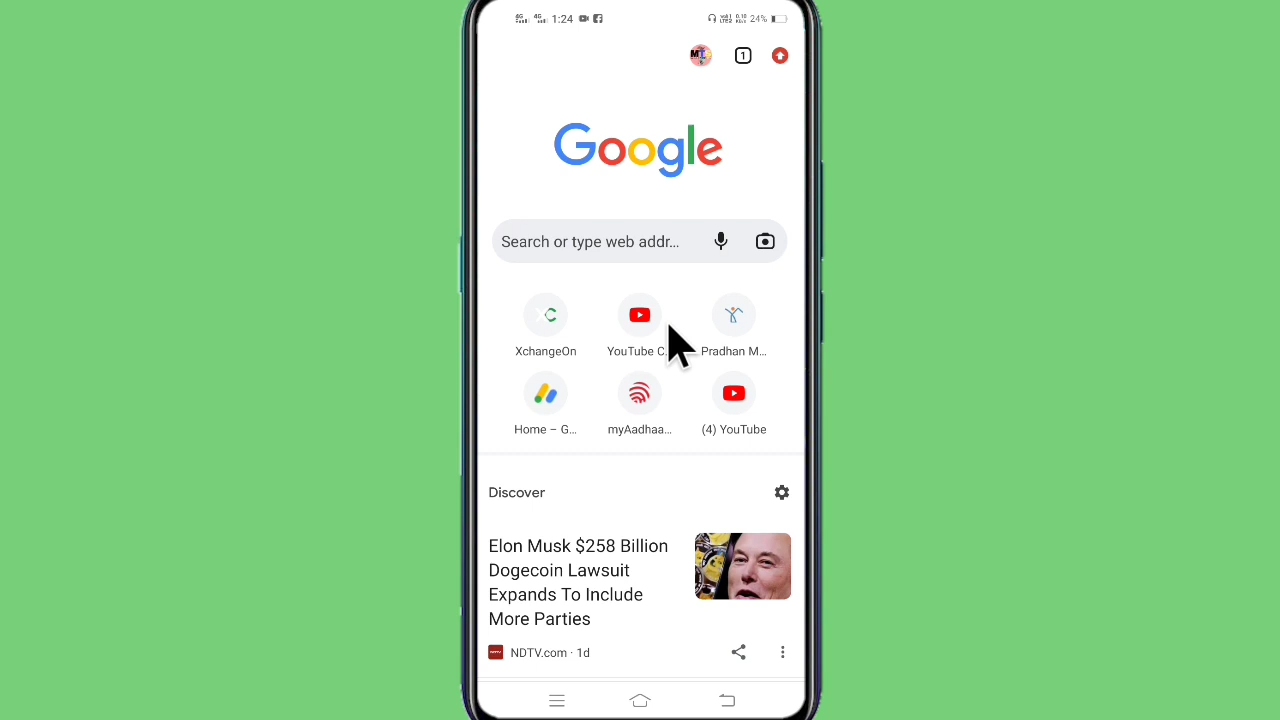 1:24 24%
1
Google
Search or type web addr...
XchangeOn YouTube C... Pradhan M...
Home – G... myAadhaa... (4) YouTube
Discover
Elon Musk $258 Billion
Dogecoin Lawsuit
Expands To Include
More Parties
NDTV.com · 1d